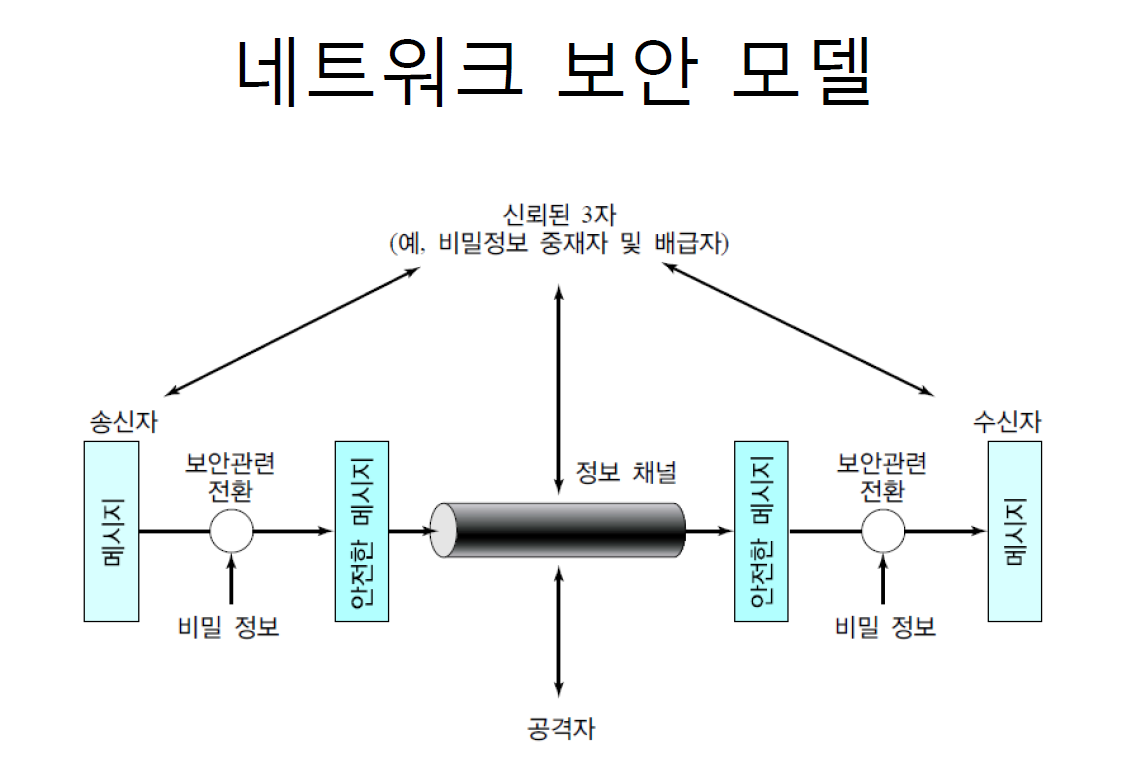 네트워크 보안 모델
신뢰된 3자
(예, 비밀정보 중재자 및 배급자)
송신자
수신자
보안관련
전환
정보 채널
보안관련
전환
메시지
안전한 메시지
안전한 메시지
메시지
비밀 정보
비밀 정보
공격자